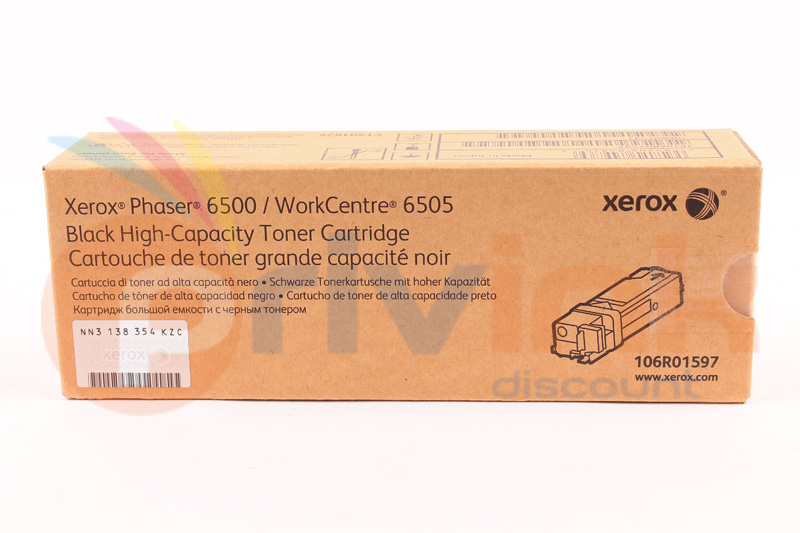 Xerox® Phaser® 6500 / WorkCentre® 6505
Black High-Capacity Toner Cartridge
Cartouche de toner grande capacité noir
Cartuccia di toner ad alta capacità nero • Schwarze Tonerkartusche mit hoher Kapazität
Cartucho de tóner de alta capacidad negro • Cartucho de toner de alta capacidade preto
Картридж большой емкости с черным тонером
NN3 138 354 KZC
xerox
xerox®
106R01597
www.xerox.com
privink
discount